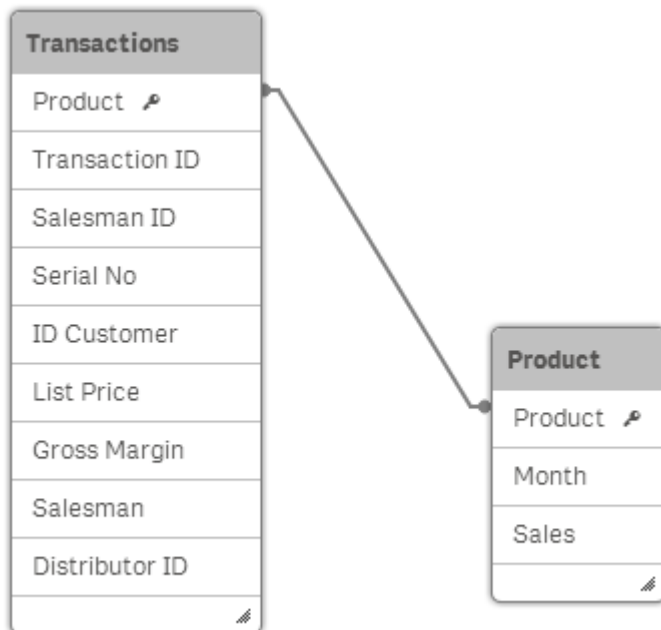 Transactions
Product
Transaction ID
Salesman ID
Serial No
ID Customer
List Price
Gross Margin
Salesman
Distributor ID
Product
Product
Month
Sales